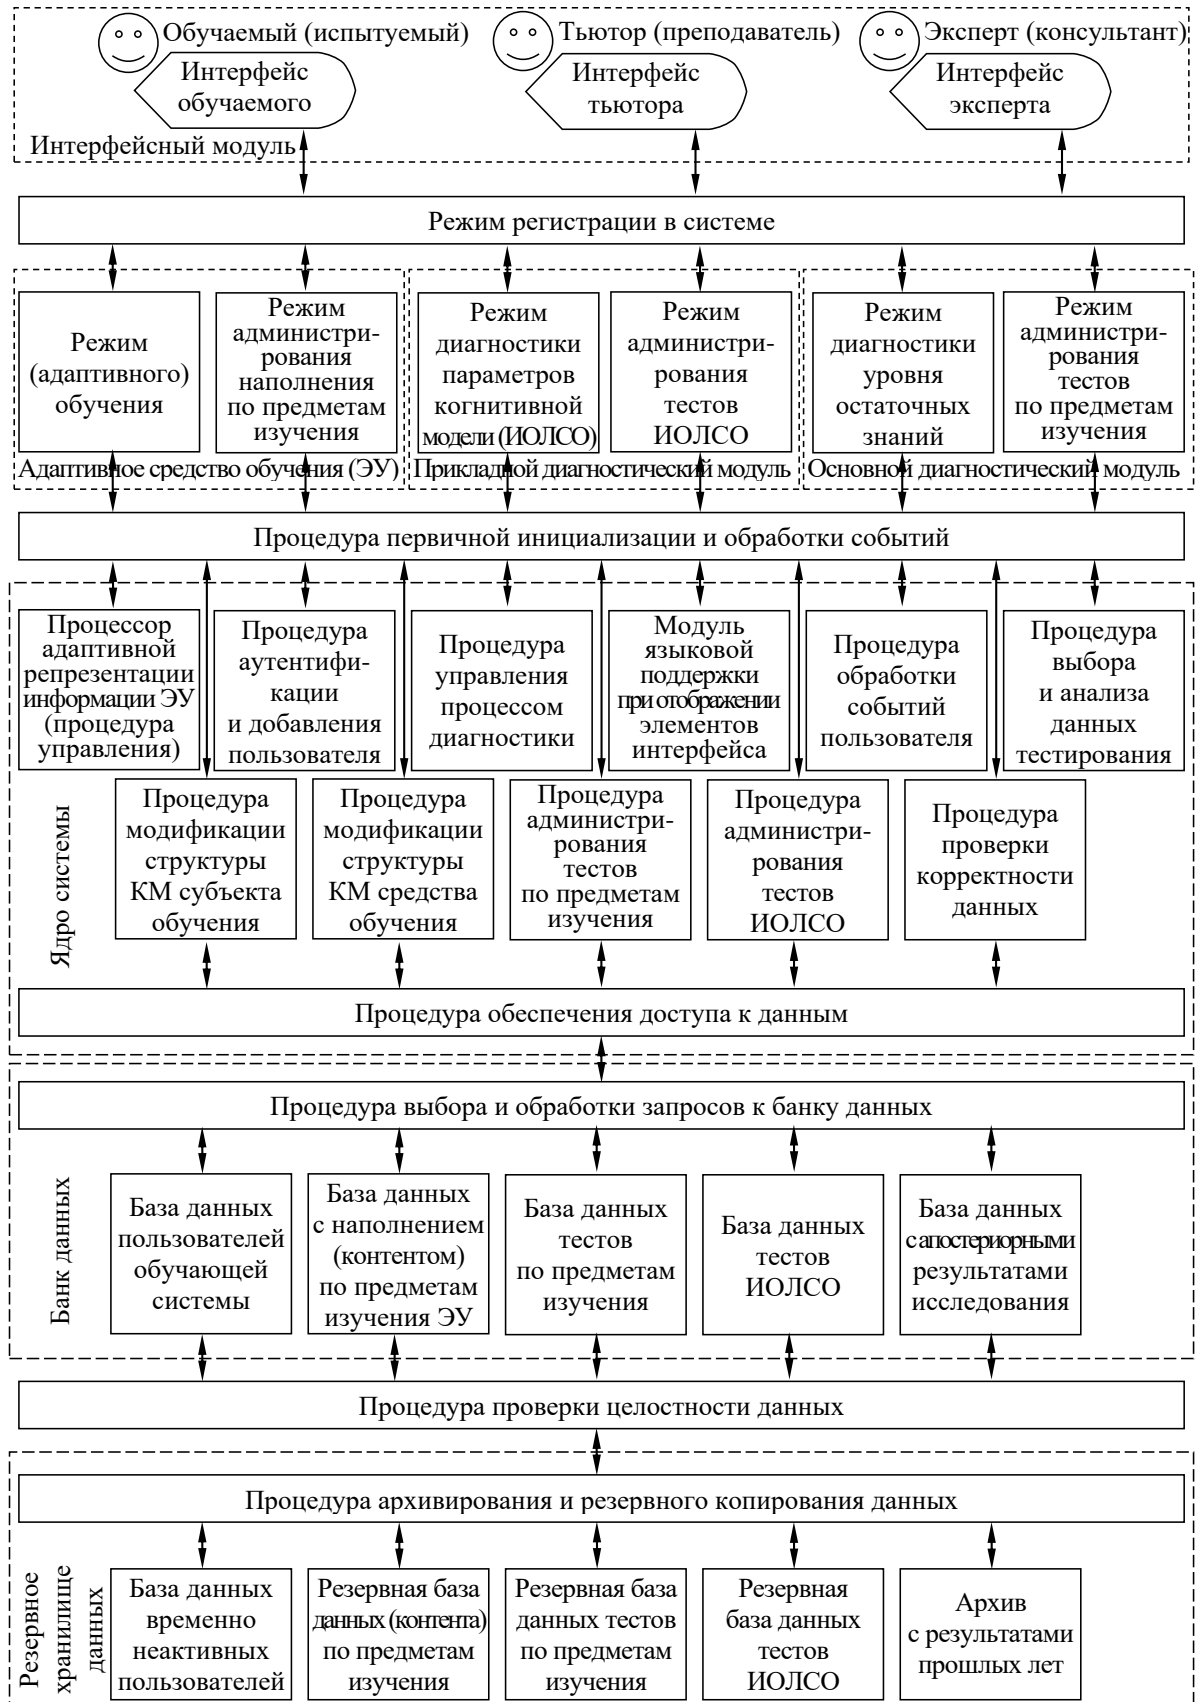 Обучаемый (испытуемый)
Тьютор (преподаватель)
Эксперт (консультант)
Интерфейс
обучаемого
Интерфейс
тьютора
Интерфейс
эксперта
Интерфейсный модуль
Режим регистрации в системе
Режим
(адаптивного)
обучения
Режим
администри-
рования
наполнения
по предметам
изучения
Адаптивное средство обучения (ЭУ)
Режим
диагностики
параметров
когнитивной
модели (ИОЛСО)
Режим
администри-
рования
тестов
ИОЛСО
Прикладной диагностический модуль
Режим
диагностики
уровня
остаточных
знаний
Режим
администри-
рования
тестов
по предметам
изучения
Основной диагностический модуль
Процедура первичной инициализации и обработки событий
Процессор
адаптивной
репрезентации
информации ЭУ
(процедура
управления)
Процедура
аутентифи-
кации
и добавления
пользователя
Процедура
управления
процессом
диагностики
Модуль
языковой
поддержки
при отображении
элементов
интерфейса
Процедура
обработки
событий
пользователя
Процедура
выбора
и анализа
данных
тестирования
Ядро системы
Процедура
модификации
структуры
КМ субъекта
обучения
Процедура
модификации
структуры
КМ средства
обучения
Процедура
администри-
рования
тестов
по предметам
изучения
Процедура
администри-
рования
тестов
ИОЛСО
Процедура
проверки
корректности
данных
Процедура обеспечения доступа к данным
Процедура выбора и обработки запросов к банку данных
Банк данных
База данных
пользователей
обучающей
системы
База данных
с наполнением
(контентом)
по предметам
изучения ЭУ
База данных
тестов
по предметам
изучения
База данных
тестов
ИОЛСО
База данных
с апостериорными
результатами
исследования
Процедура проверки целостности данных
Процедура архивирования и резервного копирования данных
Резервное
хранилище
данных
База данных
временно
неактивных
пользователей
Резервная база
данных (контента)
по предметам
изучения
Резервная база
данных тестов
по предметам
изучения
Резервная
база данных
тестов
ИОЛСО
Архив
с результатами
прошлых лет